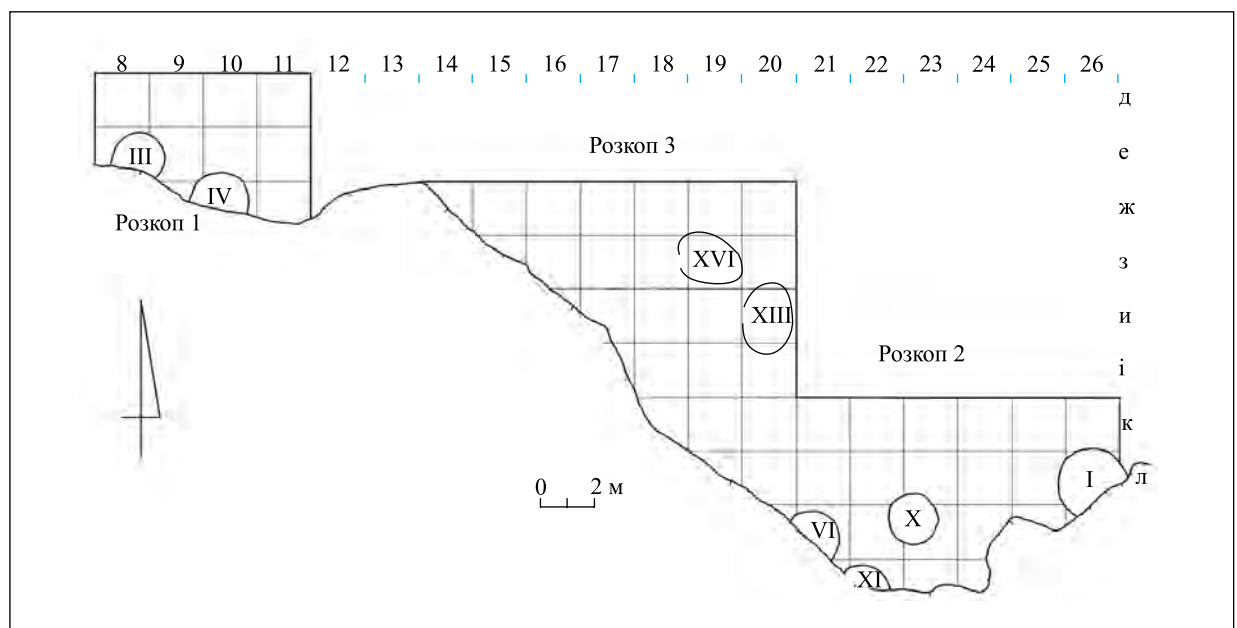 8 9 10 11 12 13 14 15 16 17 18 19 20 21 22 23 24 25 26
д
Розкоп 3
е
III
IV
ж
Розкоп 1
XVI
з
XIII
и
Розкоп 2
і
к
I
л
0 2 м
X
VI
XI